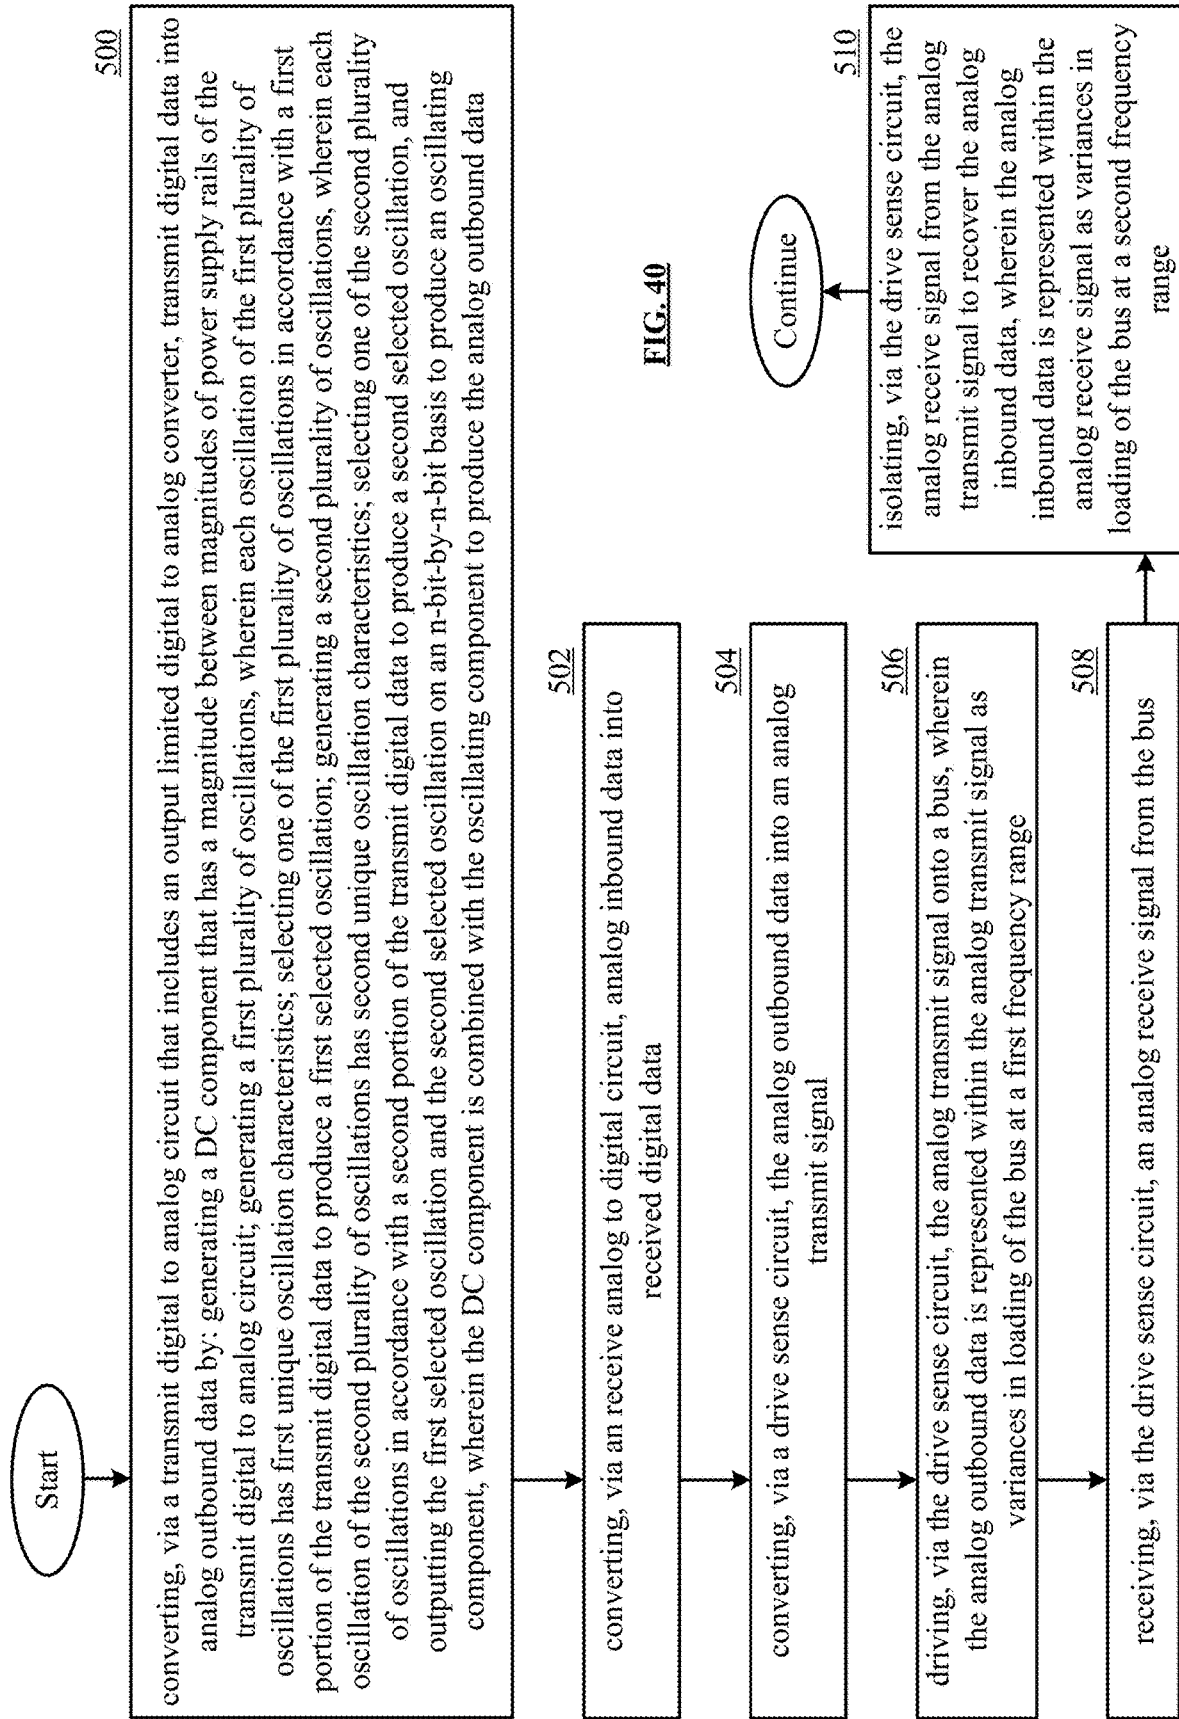 Start
500
converting, via a transmit digital to analog circuit that includes an output limited digital to analog converter, transmit digital data into
analog outbound data by: generating a DC component that has a magnitude between magnitudes of power supply rails of the
transmit digital to analog circuit; generating a first plurality of oscillations, wherein each oscillation of the first plurality of
oscillations has first unique oscillation characteristics; selecting one of the first plurality of oscillations in accordance with a first
portion of the transmit digital data to produce a first selected oscillation; generating a second plurality of oscillations, wherein each
oscillation of the second plurality of oscillations has second unique oscillation characteristics; selecting one of the second plurality
of oscillations in accordance with a second portion of the transmit digital data to produce a second selected oscillation, and
outputting the first selected oscillation and the second selected oscillation on an n-bit-by-n-bit basis to produce an oscillating
component, wherein the DC component is combined with the oscillating component to produce the analog outbound data
502
converting, via an receive analog to digital circuit, analog inbound data into
received digital data
504
converting, via a drive sense circuit, the analog outbound data into an analog
transmit signal
506
driving, via the drive sense circuit, the analog transmit signal onto a bus, wherein
the analog outbound data is represented within the analog transmit signal as
variances in loading of the bus at a first frequency range
508
receiving, via the drive sense circuit, an analog receive signal from the bus
510
isolating, via the drive sense circuit, the
analog receive signal from the analog
transmit signal to recover the analog
inbound data, wherein the analog
inbound data is represented within the
analog receive signal as variances in
loading of the bus at a second frequency
range
Continue
FIG. 40